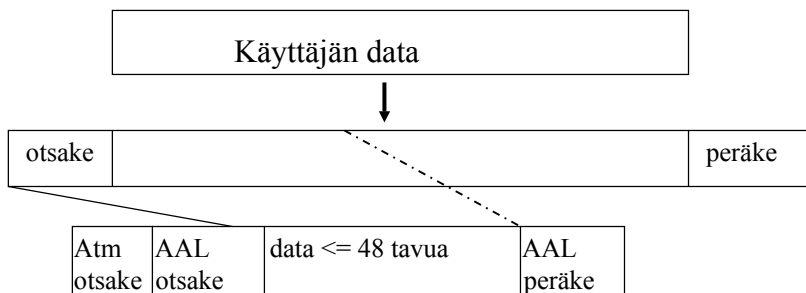 Käyttäjän data
otsake
peräke
Atm
otsake
AAL
otsake
data <= 48 tavua
AAL
peräke